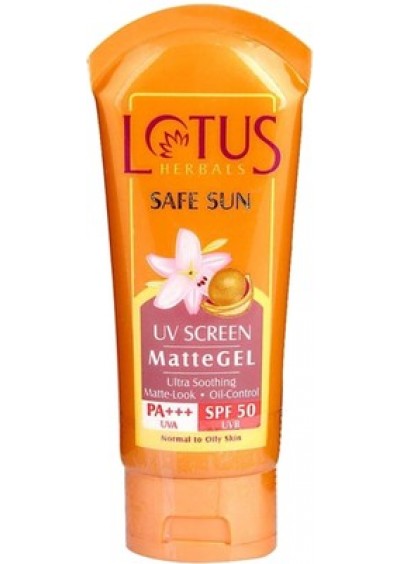 LOTUS
HERBALS
SAFE SUN
UV SCREEN
MatteGEL
Ultra Soothing
Matte-Look • Oil-Control
PA+++ SPF 50
UVA UVB
Normal to Oily Skin